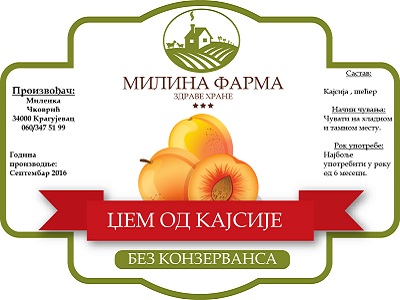 МИЛИНА ФАРМА
ЗДРАВЕ ХРАНЕ
Произвођач:
Миленка
Чковрић
34000 Крагујевац
060/347 51 99
Година
производње:
Септембар 2016
Састав:
Кајсија , шећер
Начин чувања:
Чувати на хладном
и тамном месту.
Рок употребе:
Најбоље
употребити у року
од 6 месеци.
ЏЕМ ОД КАЈСИЈЕ
БЕЗ КОНЗЕРВАНСА